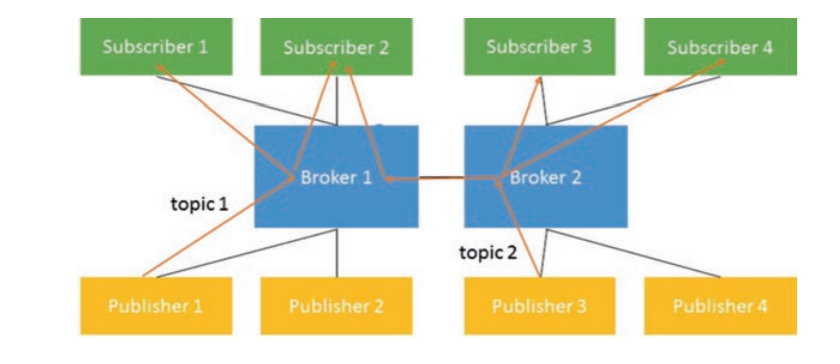 Subscriber 1
Subscriber 2
Subscriber 3
Subscriber 4
Broker 1
Broker 2
topic 1
topic 2
Publisher 1
Publisher 2
Publisher 3
Publisher 4